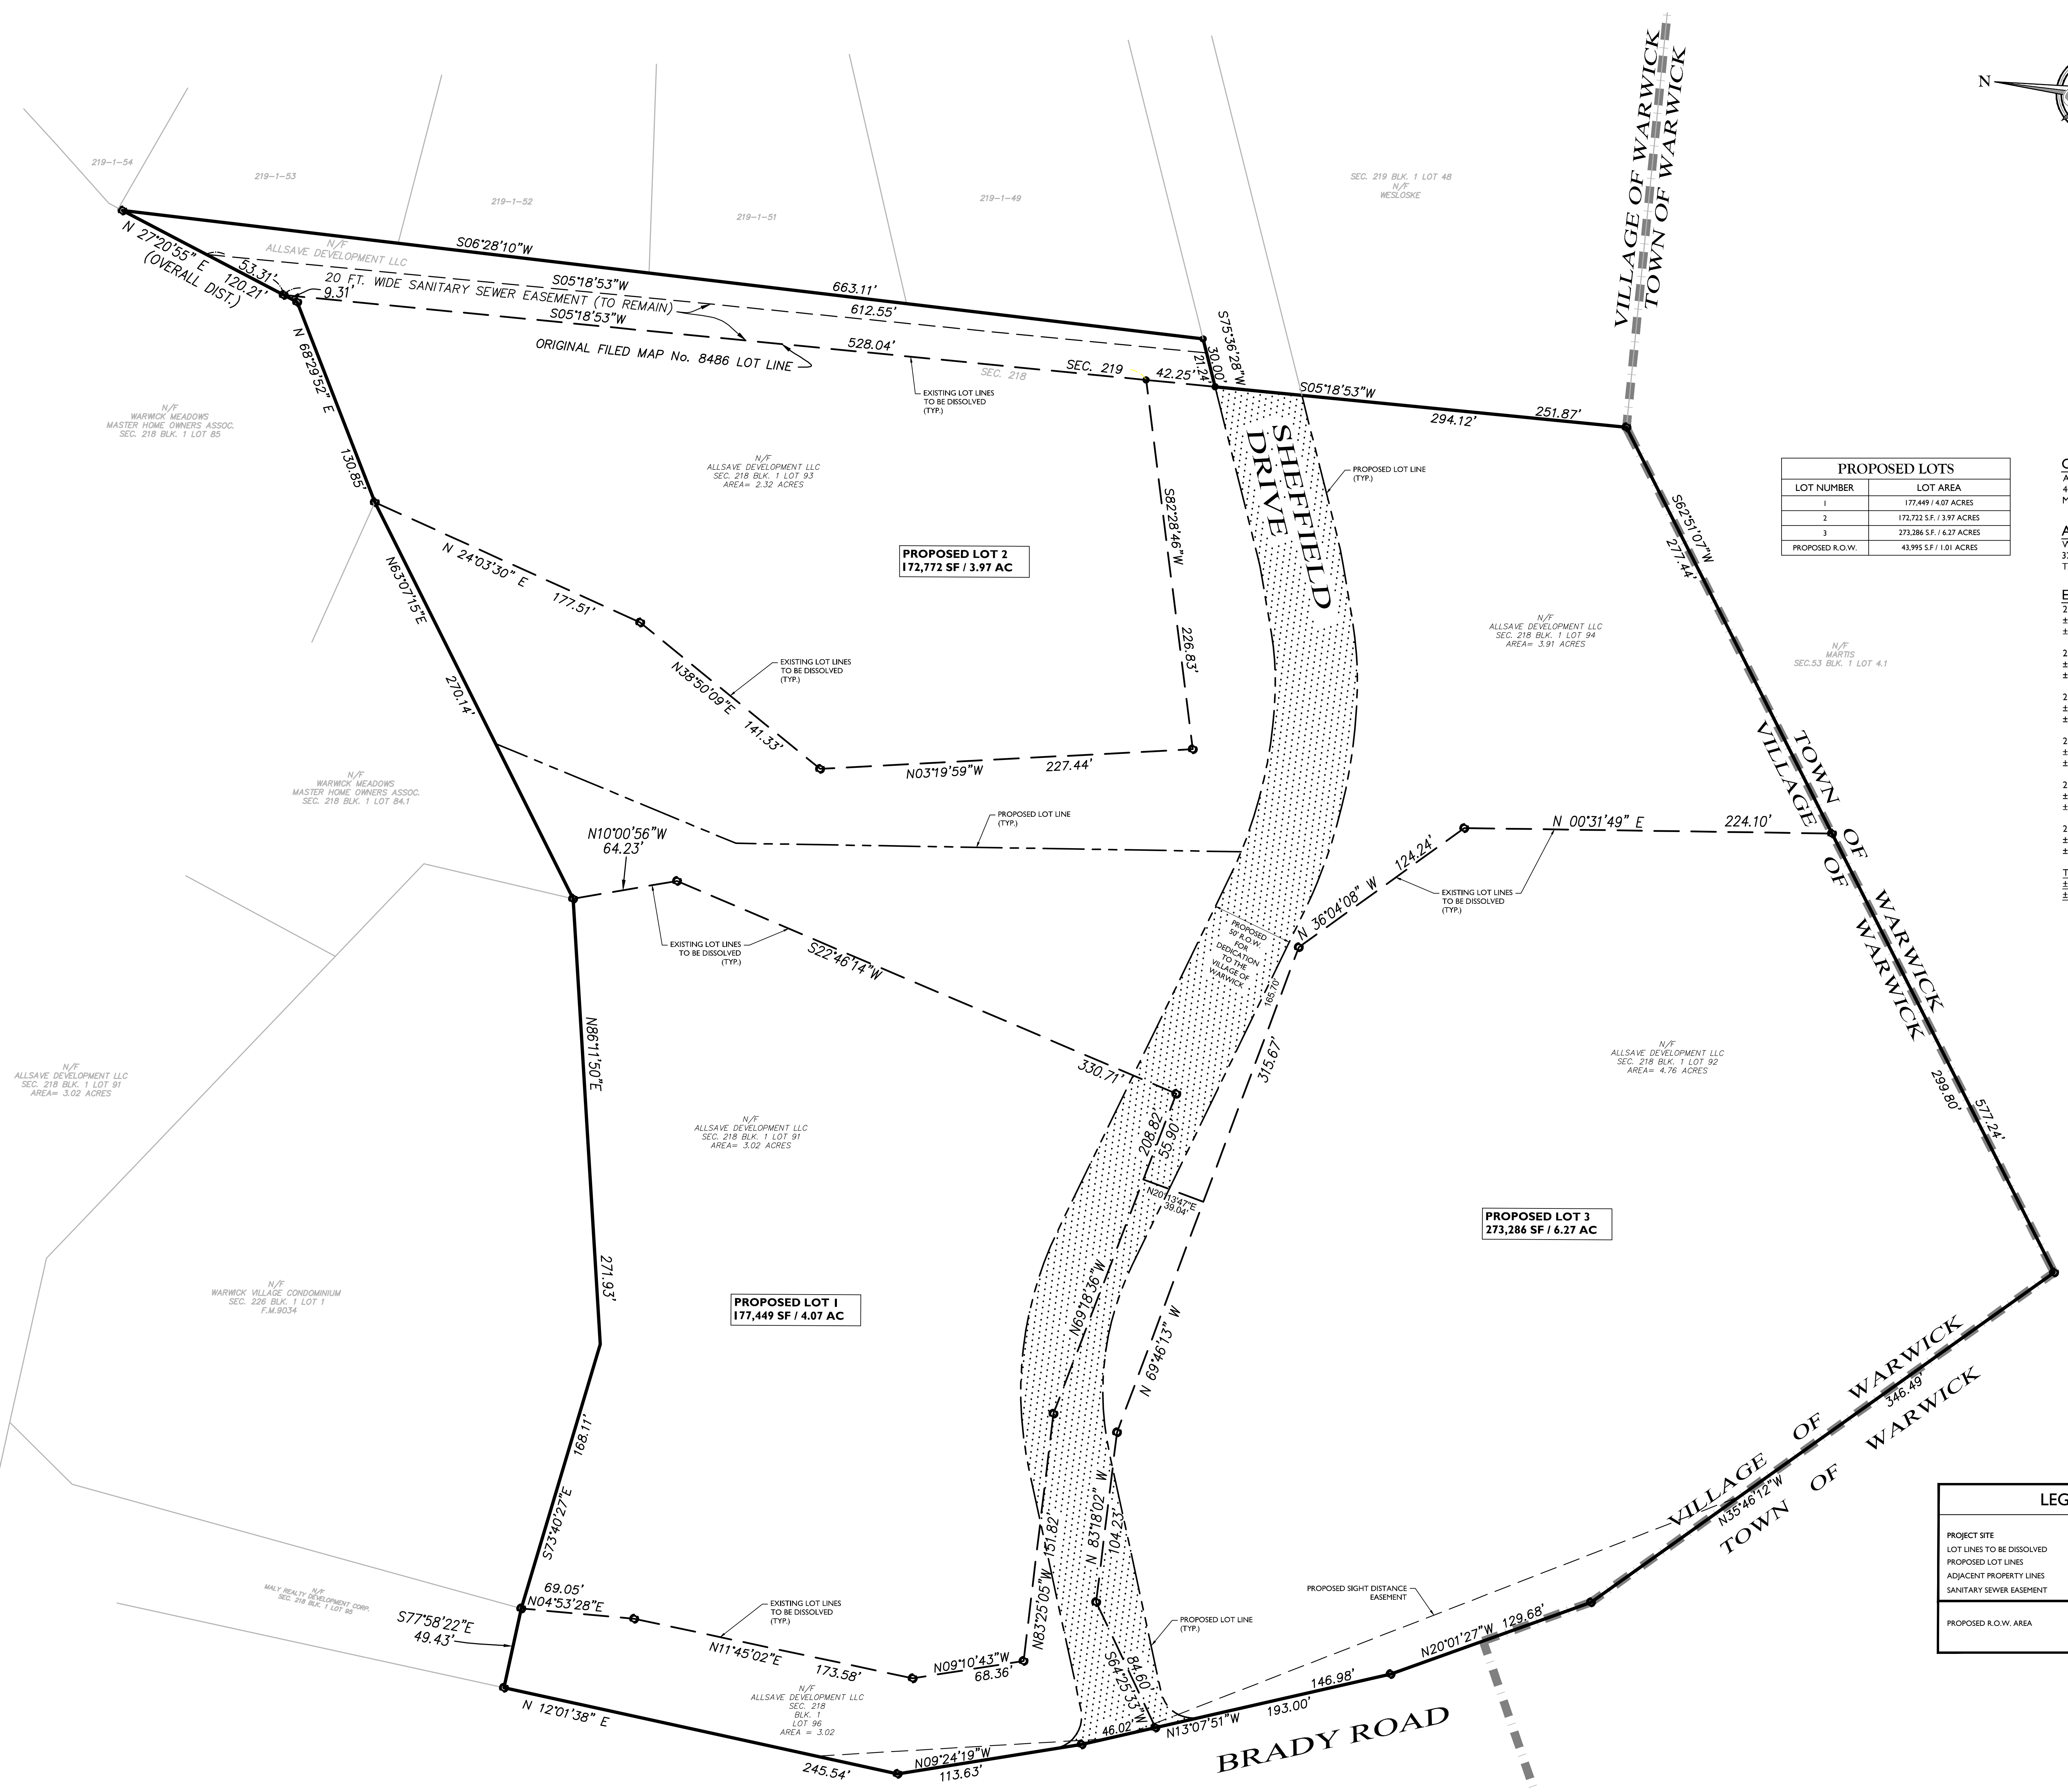 VILLAGE OF WARWICK
TOWN OF WARWICK
N
219-1-54
219-1-53
219-1-52
219-1-51
219-1-49
SEC. 219 BLK. 1 LOT 48
N/F
WESLOSKE
N 27°20'55" E
(OVERALL DIST.)
53.31'
120.21'
9.31'
N/F
ALLSAVE DEVELOPMENT LLC
S06°28'10"W
663.11'
20 FT. WIDE SANITARY SEWER EASEMENT (TO REMAIN)
S05°18'53"W
612.55'
S05°18'53"W
528.04'
ORIGINAL FILED MAP No. 8486 LOT LINE
SEC. 219
SEC. 218
42.25'
S75°36'28"W
30.00'
21.24'
S05°18'53"W
294.12'
251.87'
EXISTING LOT LINES
TO BE DISSOLVED
(TYP.)
N 68°29'52" E
130.85'
N/F
WARWICK MEADOWS
MASTER HOME OWNERS ASSOC.
SEC. 218 BLK. 1 LOT 85
N/F
ALLSAVE DEVELOPMENT LLC
SEC. 218 BLK. 1 LOT 93
AREA= 2.32 ACRES
SHEFFIELD
DRIVE
PROPOSED LOT LINE
(TYP.)
PROPOSED LOTS
LOT NUMBER LOT AREA
1 177,449 / 4.07 ACRES
2 172,722 S.F. / 3.97 ACRES
3 273,286 S.F. / 6.27 ACRES
PROPOSED R.O.W. 43,995 S.F / 1.01 ACRES
S62°51'07"W
277.44'
PROPOSED LOT 2
172,772 SF / 3.97 AC
S82°28'46"W
226.83'
N 24°03'30" E
177.51'
N63°07'15"E
270.14'
N38°50'09"E
141.33'
EXISTING LOT LINES
TO BE DISSOLVED
(TYP.)
N03°19'59"W
227.44'
N/F
ALLSAVE DEVELOPMENT LLC
SEC. 218 BLK. 1 LOT 94
AREA= 3.91 ACRES
N/F
MARTIS
SEC.53 BLK. 1 LOT 4.1
TOWN OF WARWICK
VILLAGE OF WARWICK
N/F
WARWICK MEADOWS
MASTER HOME OWNERS ASSOC.
SEC. 218 BLK. 1 LOT 84.1
PROPOSED LOT LINE
(TYP.)
N10°00'56"W
64.23'
EXISTING LOT LINES
TO BE DISSOLVED
(TYP.)
S22°46'14"W
330.71'
N 00°31'49" E
224.10'
124.24'
N 36°04'08" W
EXISTING LOT LINES
TO BE DISSOLVED
(TYP.)
PROPOSED
50' R.O.W.
FOR
DEDICATION
TO THE
VILLAGE OF
WARWICK
165.70'
315.67'
N86°11'50"E
271.93'
N/F
ALLSAVE DEVELOPMENT LLC
SEC. 218 BLK. 1 LOT 91
AREA= 3.02 ACRES
N/F
ALLSAVE DEVELOPMENT LLC
SEC. 218 BLK. 1 LOT 91
AREA= 3.02 ACRES
N/F
ALLSAVE DEVELOPMENT LLC
SEC. 218 BLK. 1 LOT 92
AREA= 4.76 ACRES
299.80'
577.24'
208.82'
55.90'
N20°13'47"E
39.04'
PROPOSED LOT 3
273,286 SF / 6.27 AC
N/F
WARWICK VILLAGE CONDOMINIUM
SEC. 226 BLK. 1 LOT 1
F.M.9034
PROPOSED LOT 1
177,449 SF / 4.07 AC
N69°18'36"W
N 69°46'13" W
168.11'
S73°40'27"E
VILLAGE OF WARWICK
346.49'
N35°46'12"W
TOWN OF WARWICK
N 83°18'02" W
104.23'
151.82'
N83°25'05"W
N/F
MALY REALTY DEVELOPMENT CORP.
SEC. 218 BLK. 1 LOT 95
S77°58'22"E
49.43'
69.05'
N04°53'28"E
EXISTING LOT LINES
TO BE DISSOLVED
(TYP.)
N11°45'02"E
173.58'
N09°10'43"W
68.36'
S64°25'33"W
84.60'
PROPOSED LOT LINE
(TYP.)
PROPOSED SIGHT DISTANCE
EASEMENT
N20°01'27"W
129.68'
146.98'
193.00'
N13°07'51"W
46.02'
N 12°01'38" E
245.54'
N/F
ALLSAVE DEVELOPMENT LLC
SEC. 218
BLK. 1
LOT 96
AREA = 3.02
N09°24'19"W
113.63'
BRADY ROAD
LEG
PROJECT SITE
LOT LINES TO BE DISSOLVED
PROPOSED LOT LINES
ADJACENT PROPERTY LINES
SANITARY SEWER EASEMENT
PROPOSED R.O.W. AREA